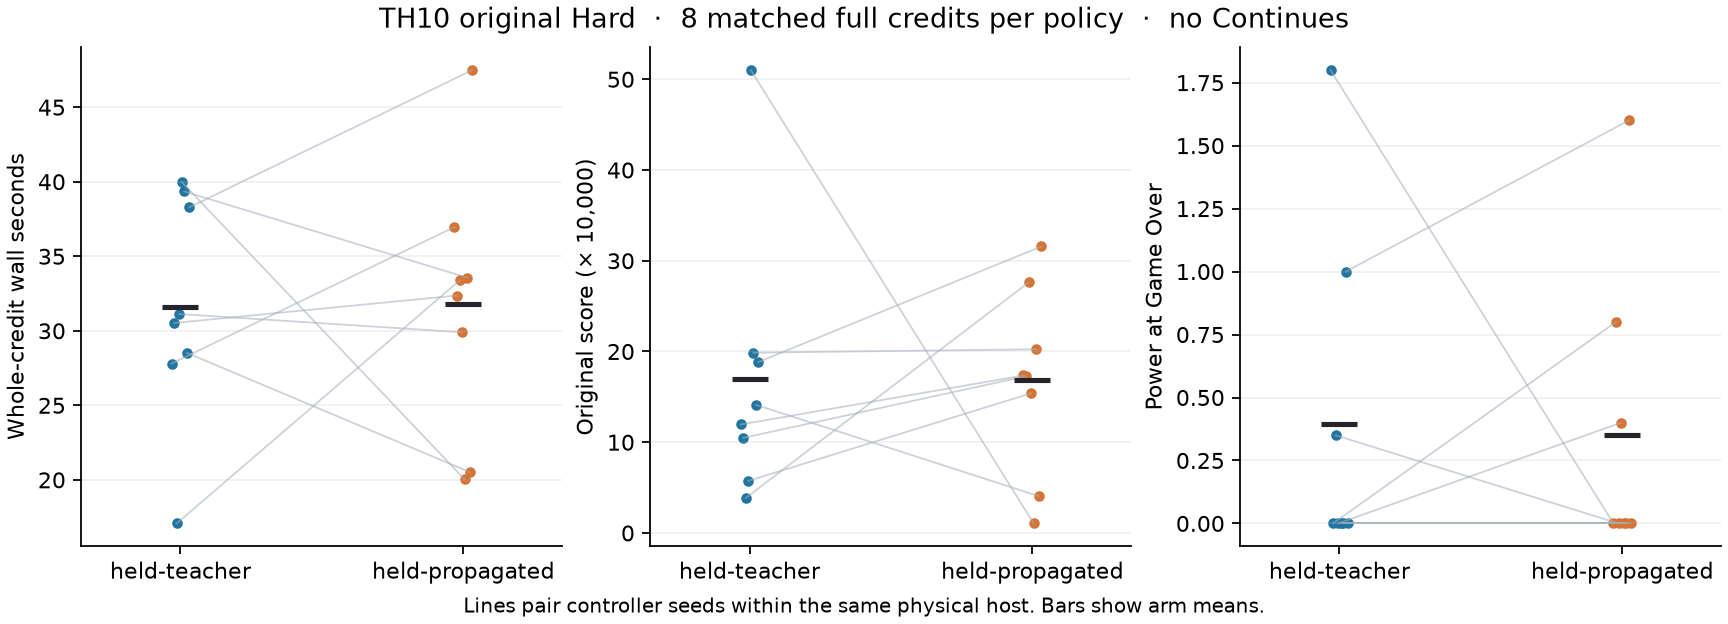 TH10 original Hard · 8 matched full credits per policy · no Continues
Whole-credit wall seconds
45
40
35
30
25
20
held-teacher
held-propagated
Original score (× 10,000)
50
40
30
20
10
0
held-teacher
held-propagated
Power at Game Over
1.75
1.50
1.25
1.00
0.75
0.50
0.25
0.00
held-teacher
held-propagated
Lines pair controller seeds within the same physical host. Bars show arm means.